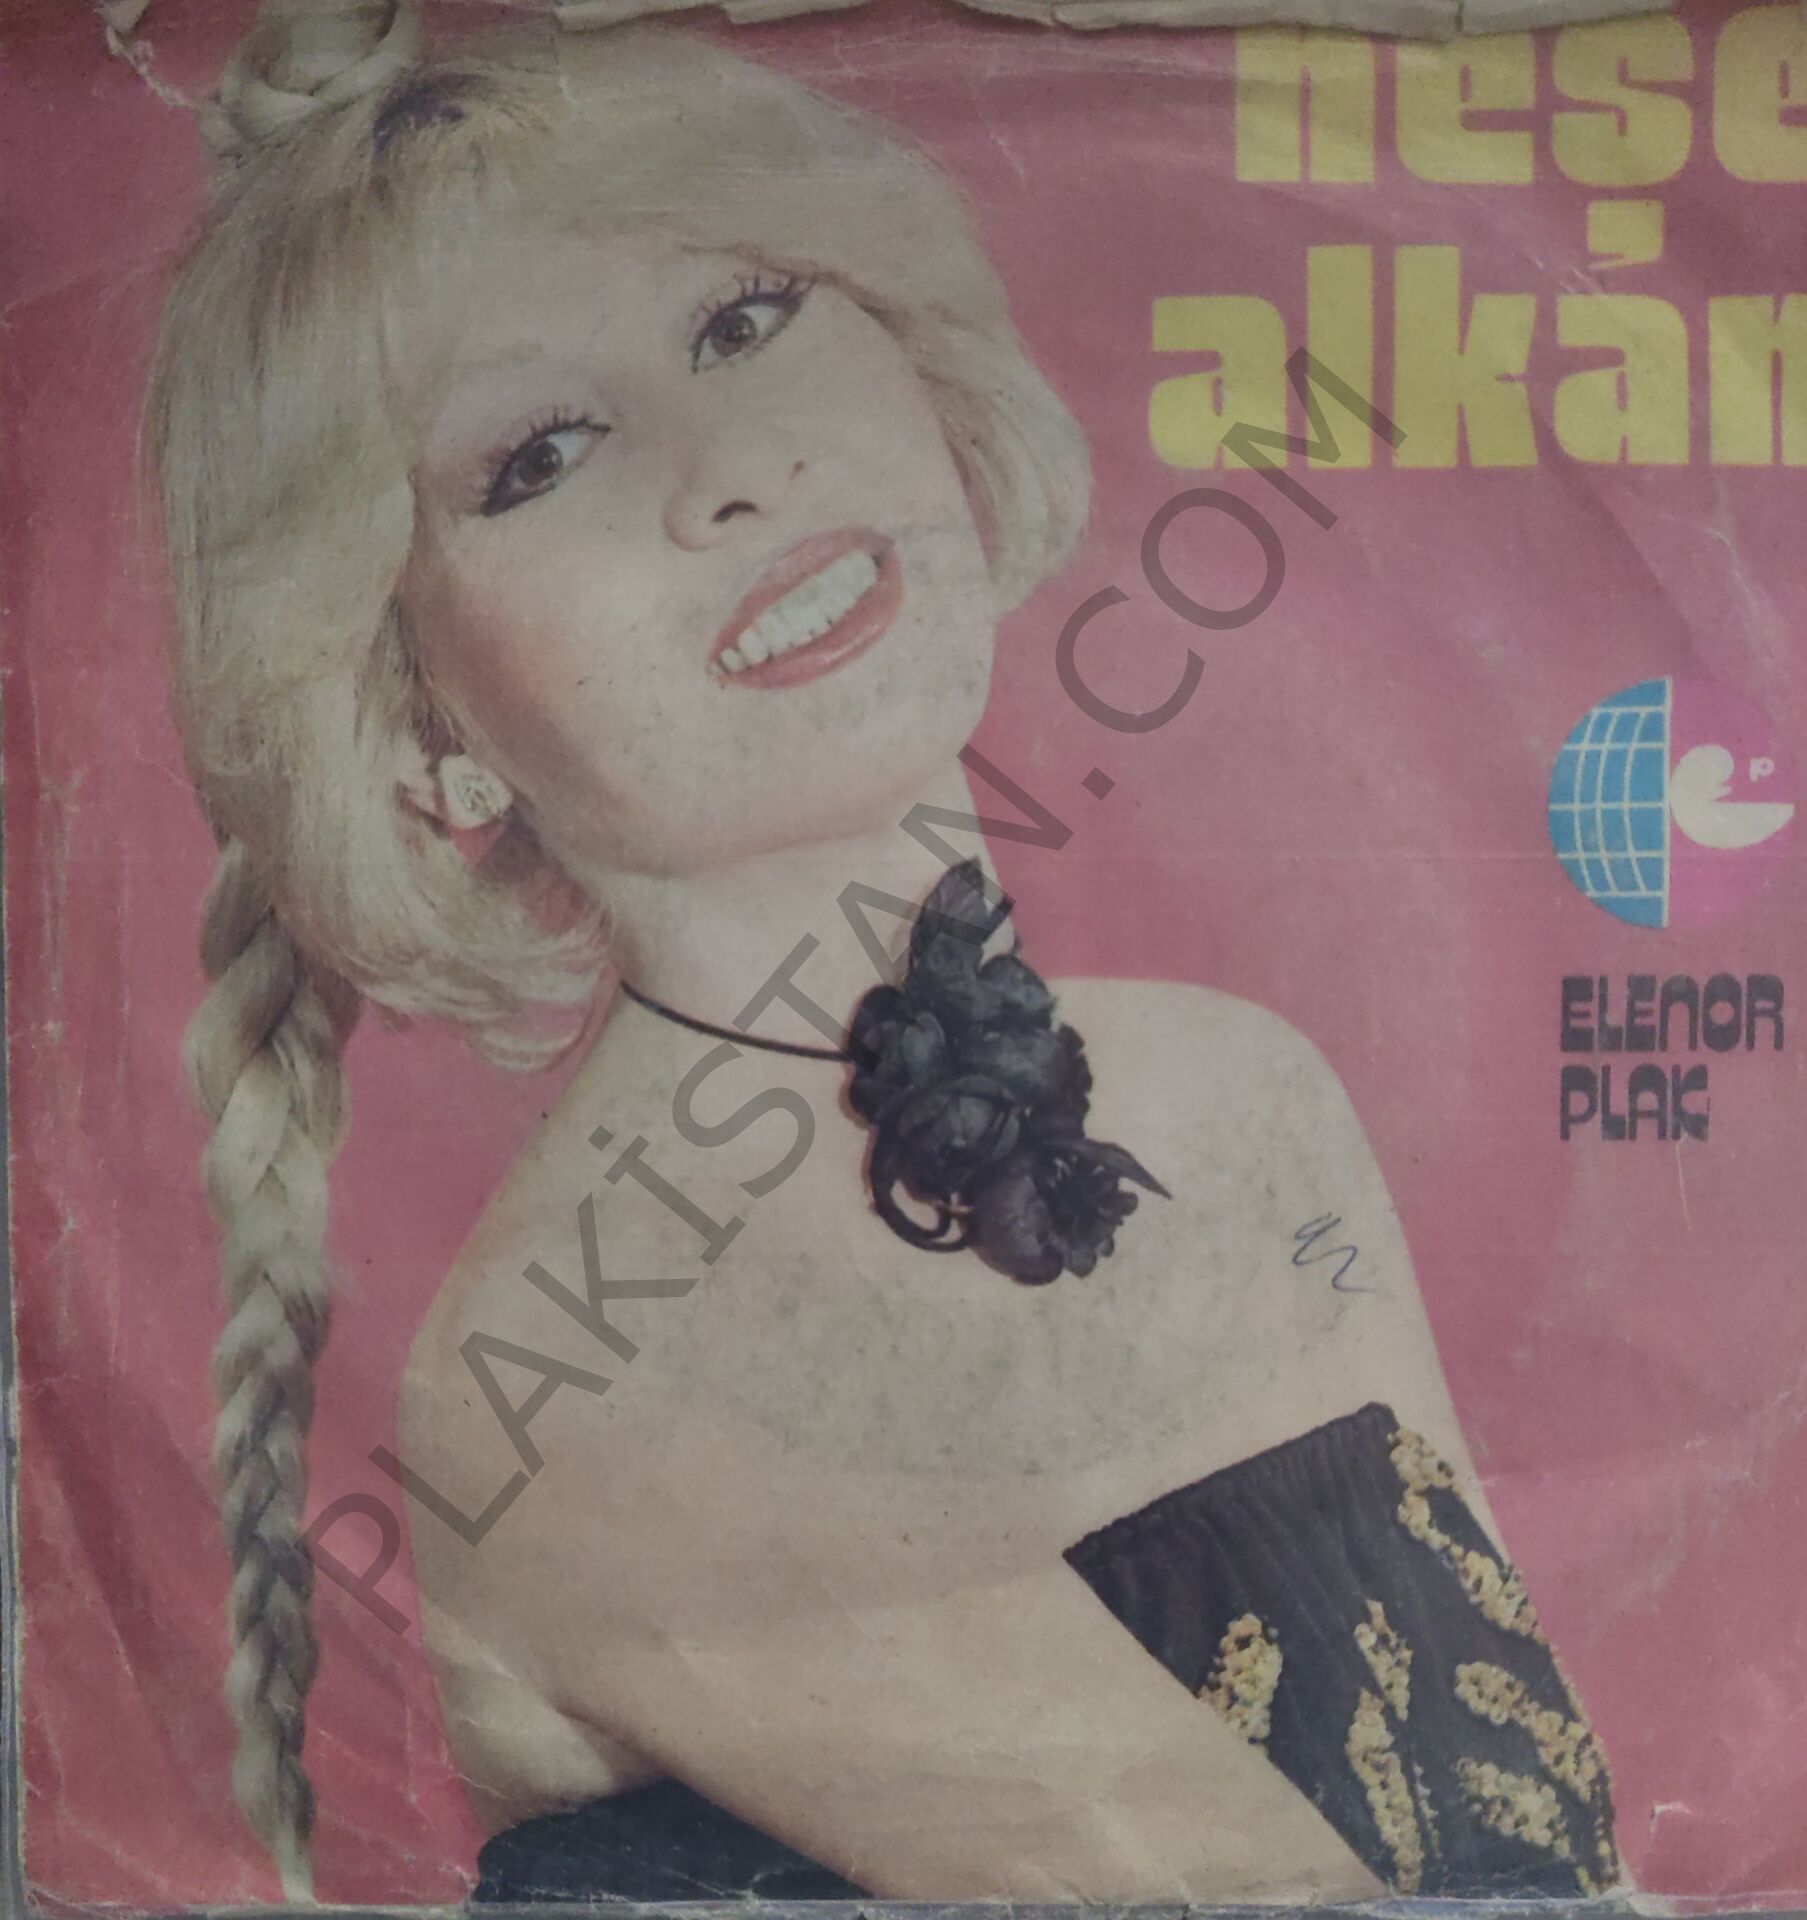 neşe
alkan
p
ELENOR
PLAK
PLAKİSTAN.COM